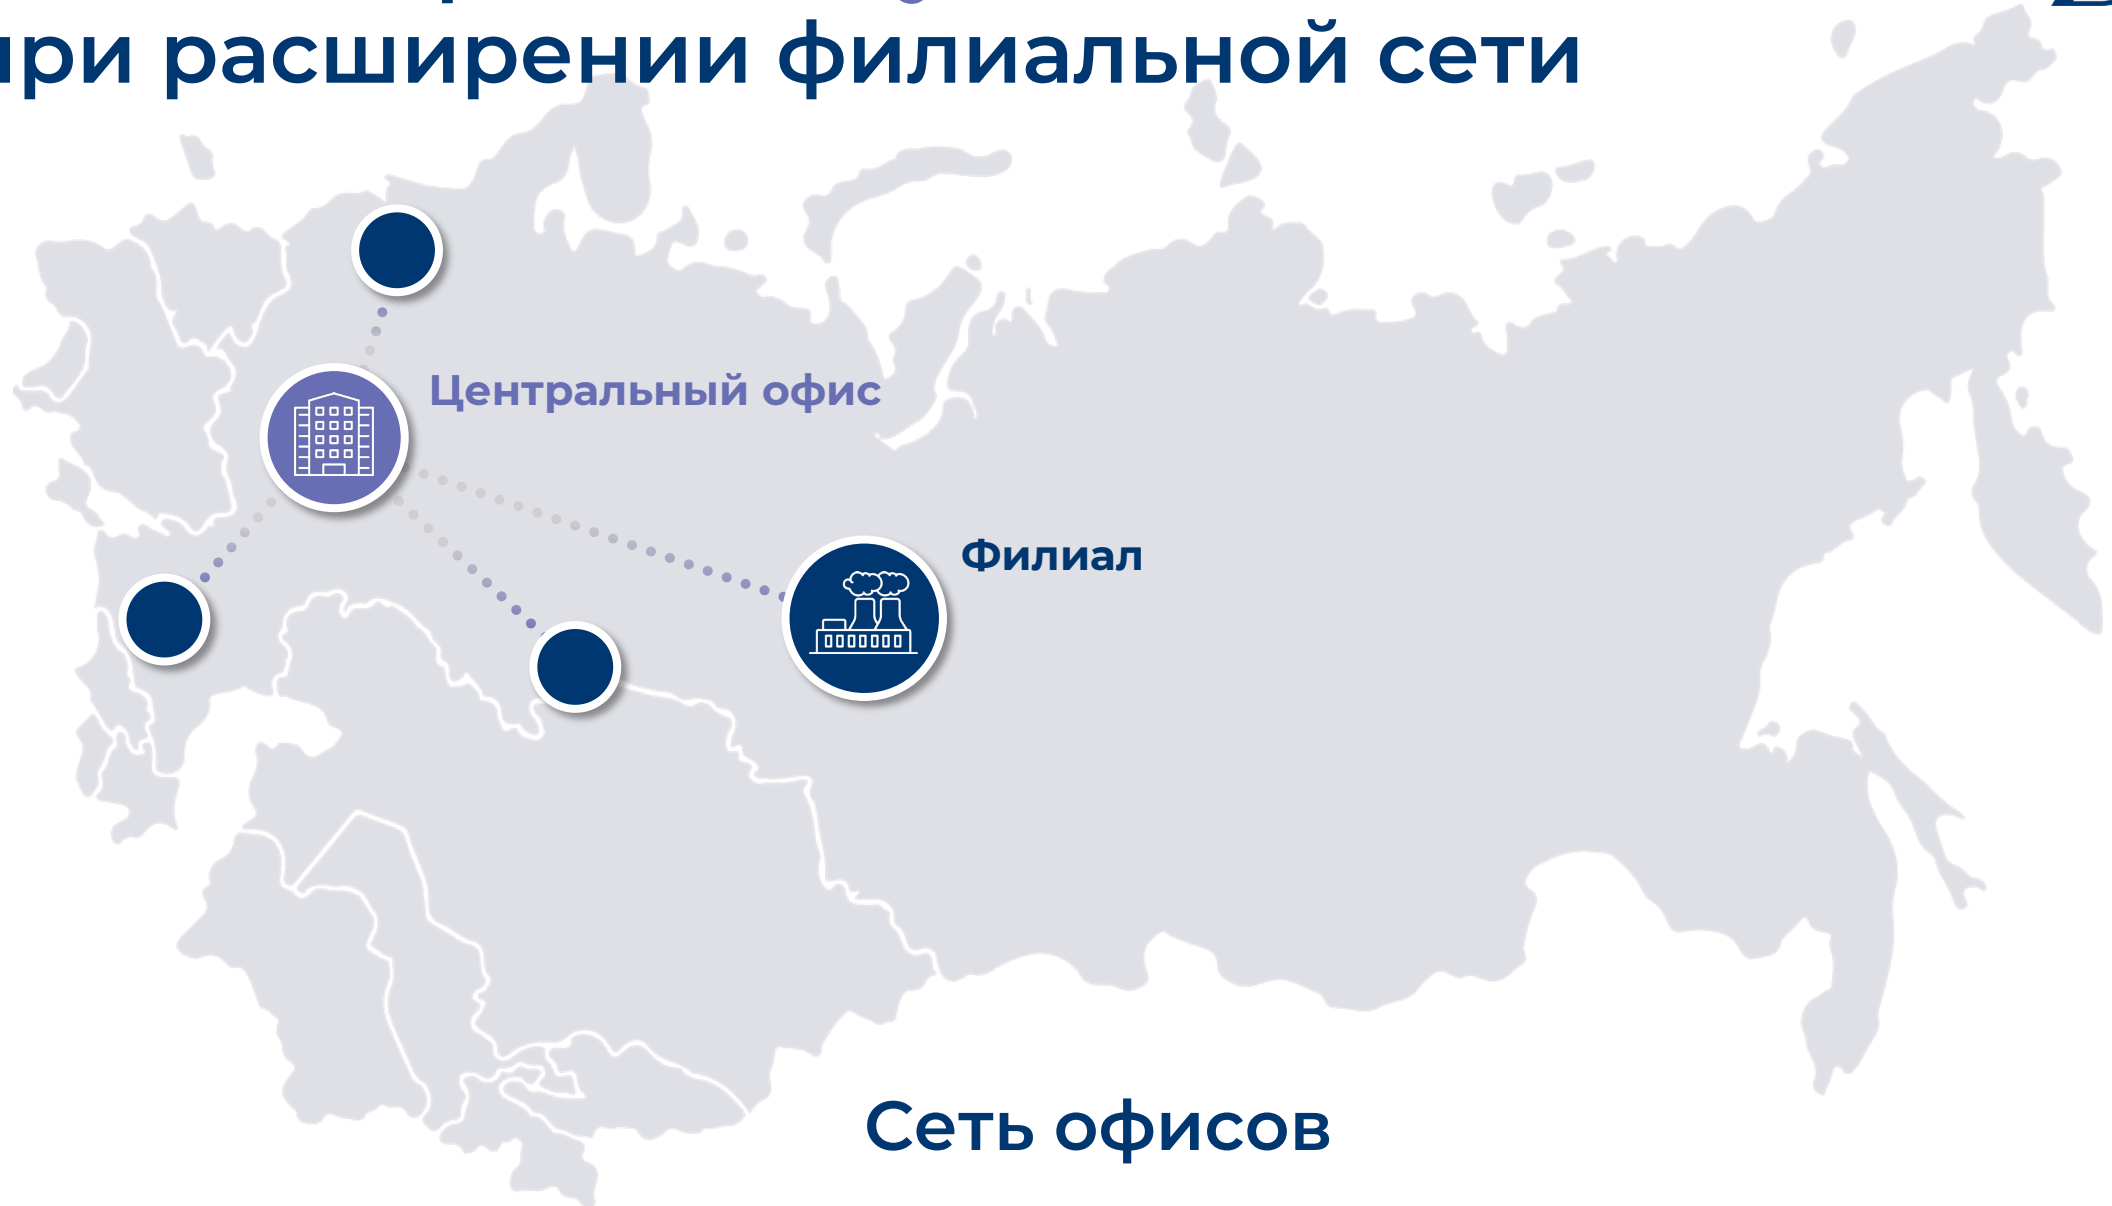 при расширении филиальной сети
Центральный офис
Филиал
Сеть офисов